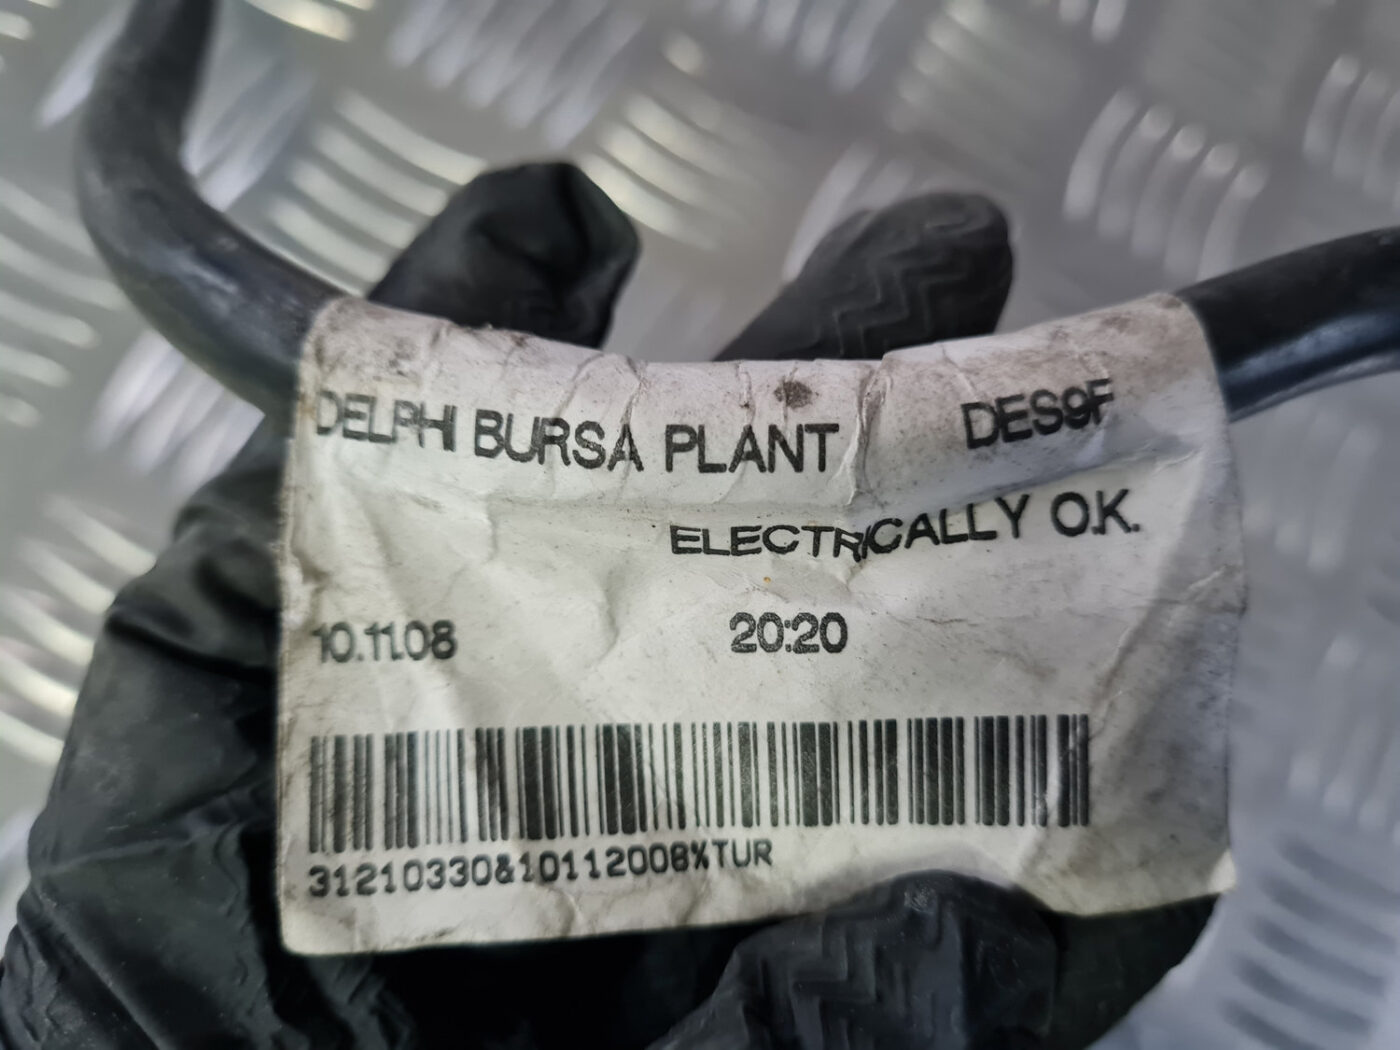 DELPHI BURSA PLANT DES9F
ELECTRICALLY O.K.
10.11.08 20:20
31210330&10112008%TUR